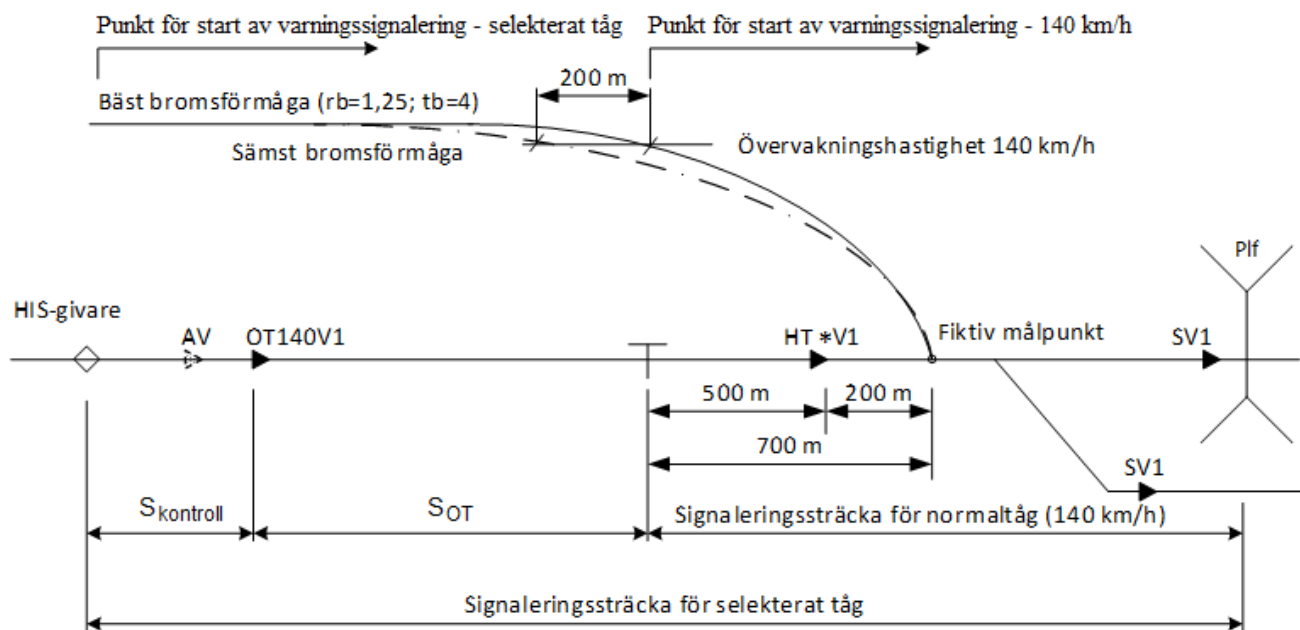 Punkt för start av varningssignalering - selekterat tåg
Punkt för start av varningssignalering - 140 km/h
200 m
Bäst bromsförmåga (rb=1,25; tb=4)
Sämst bromsförmåga
Övervakningshastighet 140 km/h
Plf
HIS-givare
AV
OT140V1
HT *V1
Fiktiv målpunkt
SV1
500 m
200 m
700 m
SV1
Skontroll
SOT
Signaleringssträcka för normaltåg (140 km/h)
Signaleringssträcka för selekterat tåg